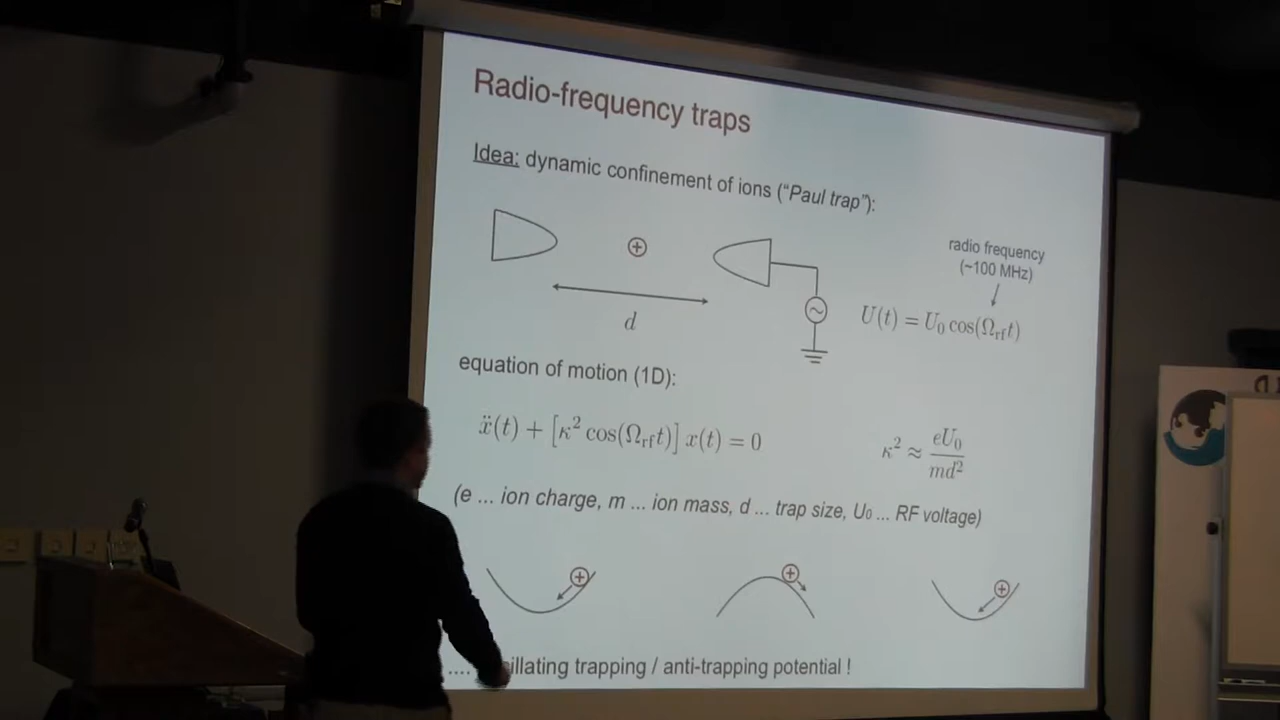 Radio-frequency traps
Idea: dynamic confinement of ions ("Paul trap"):
radio frequency
(~100 MHz)
d
U(t) = U₀ cos(Ωrft)
equation of motion (1D):
ẍ(t) + [κ² cos(Ωrft)] x(t) = 0
κ² ≈ eU₀/md²
(e ... ion charge, m ... ion mass, d ... trap size, U₀ ... RF voltage)
.... illating trapping / anti-trapping potential !